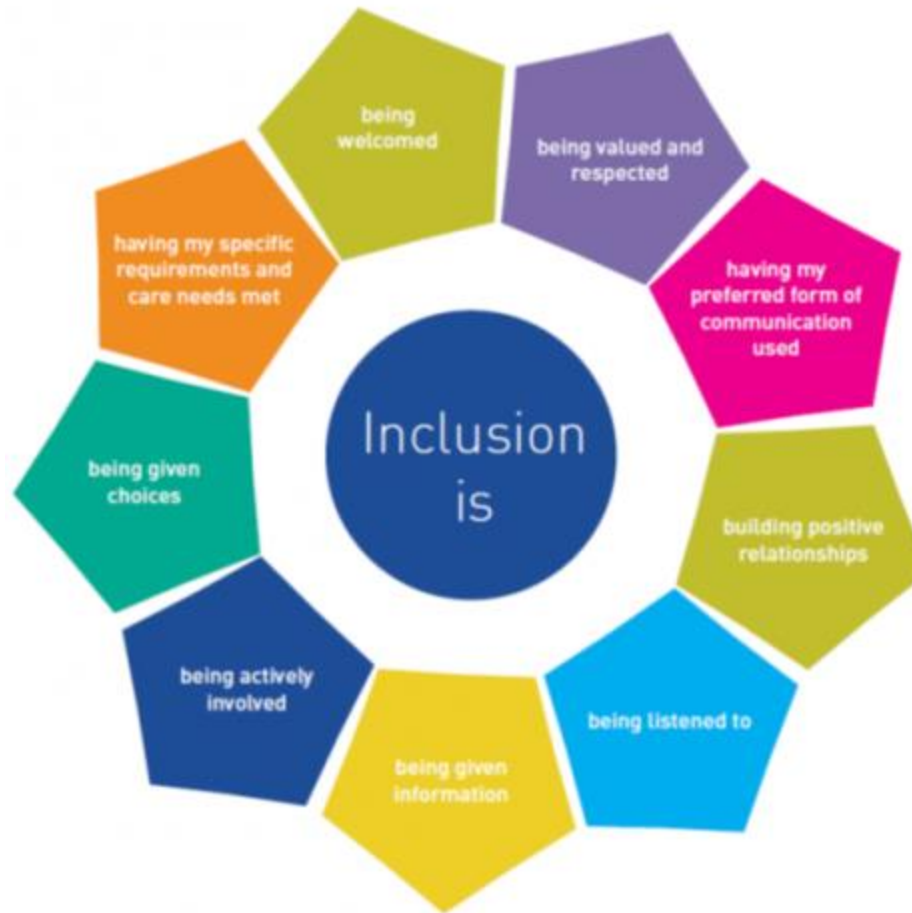 Inclusion
is
being
welcomed
being valued and
respected
having my
preferred form of
communication
used
building positive
relationships
being listened to
being given
information
being actively
involved
being given
choices
having my specific
requirements and
care needs met